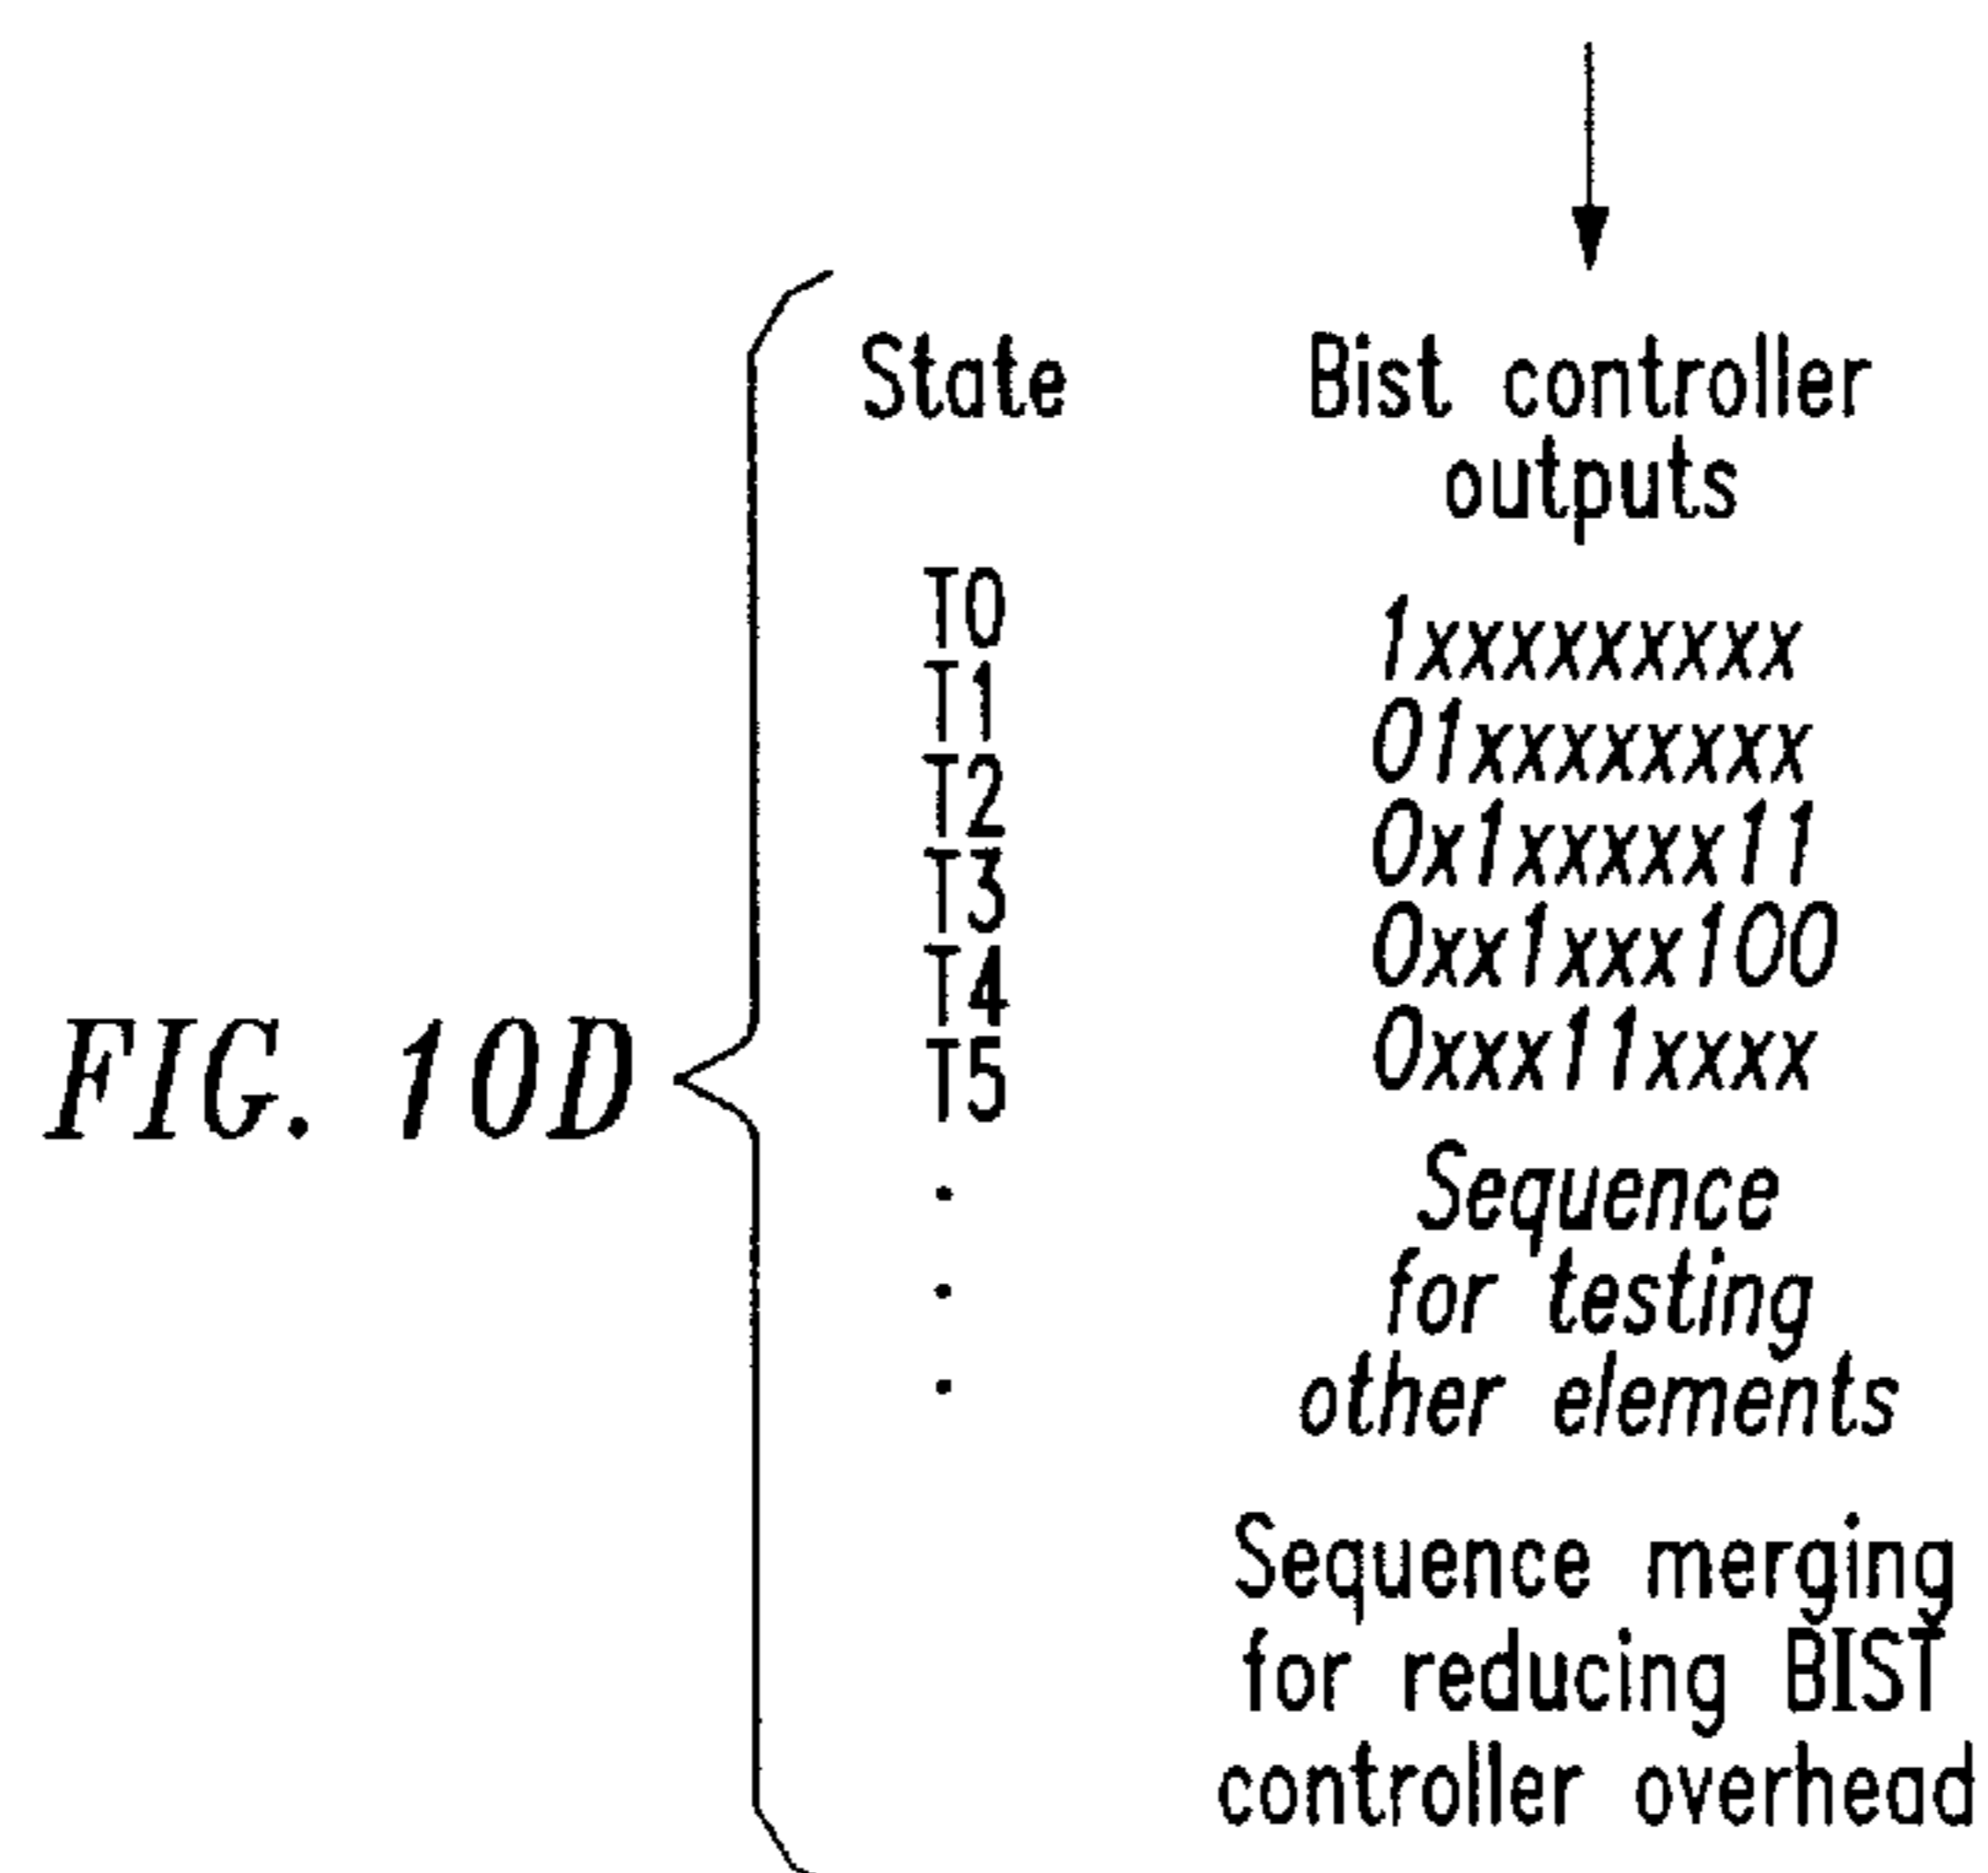 State Bist controller
outputs
T0 1xxxxxxxxx
T1 01xxxxxxxx
T2 0x1xxxxx11
T3 0xx1xxx100
T4 0xxx11xxxx
T5
FIG. 10D
Sequence
for testing
other elements
Sequence merging
for reducing BIST
controller overhead